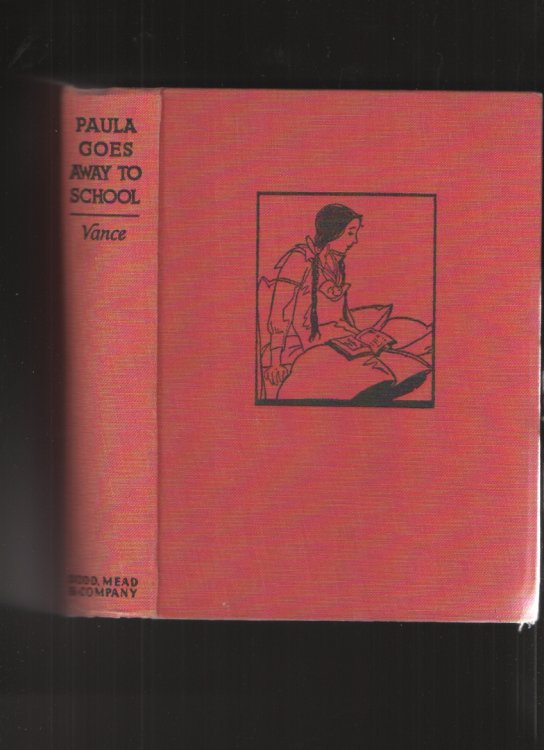 PAULA
GOES
AWAY TO
SCHOOL
Vance
DODD, MEAD
& COMPANY